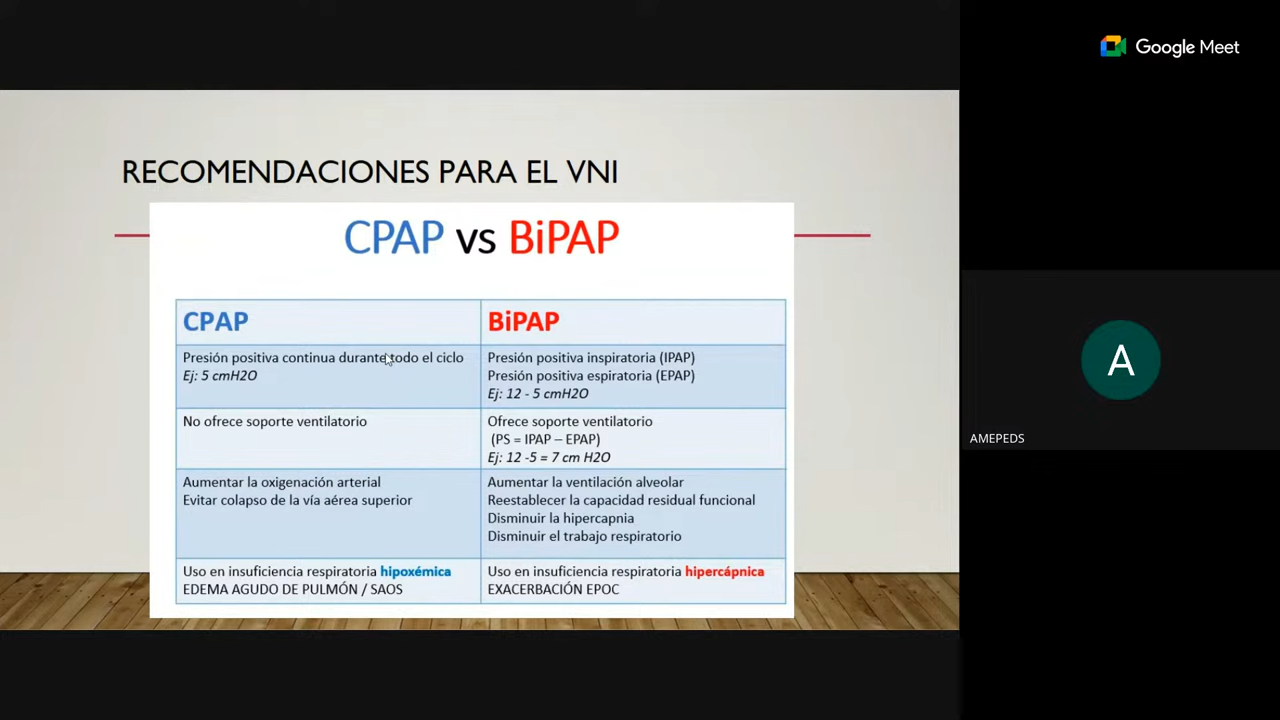 Google Meet
RECOMENDACIONES PARA EL VNI
CPAP vs BiPAP
CPAP
BiPAP
Presión positiva continua durante todo el ciclo
Ej: 5 cmH2O
Presión positiva inspiratoria (IPAP)
Presión positiva espiratoria (EPAP)
Ej: 12 - 5 cmH2O
No ofrece soporte ventilatorio
Ofrece soporte ventilatorio
(PS = IPAP – EPAP)
Ej: 12 -5 = 7 cm H2O
Aumentar la oxigenación arterial
Evitar colapso de la vía aérea superior
Aumentar la ventilación alveolar
Reestablecer la capacidad residual funcional
Disminuir la hipercapnia
Disminuir el trabajo respiratorio
Uso en insuficiencia respiratoria hipoxémica
EDEMA AGUDO DE PULMÓN / SAOS
Uso en insuficiencia respiratoria hipercápnica
EXACERBACIÓN EPOC
A
AMEPEDS